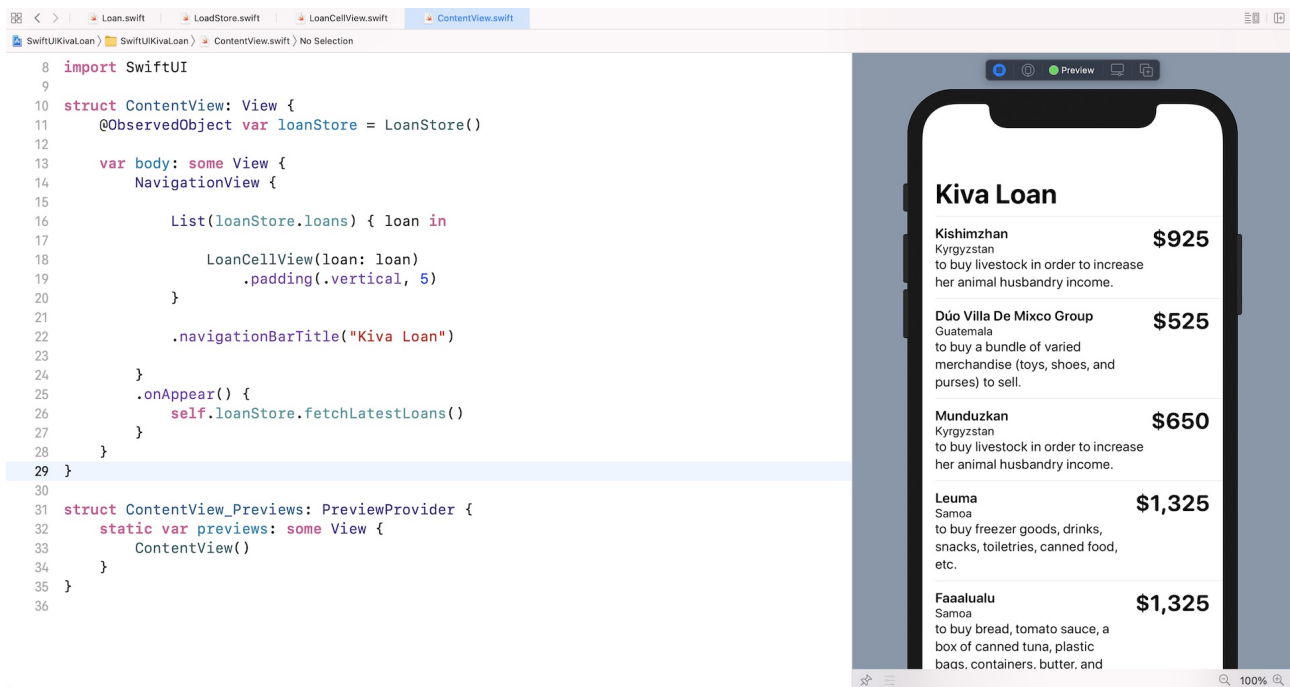 Loan.swift LoadStore.swift LoanCellView.swift ContentView.swift
SwiftUIKivaLoan SwiftUIKivaLoan ContentView.swift No Selection
8 import SwiftUI
9
10 struct ContentView: View {
11 @ObservedObject var loanStore = LoanStore()
12
13 var body: some View {
14 NavigationView {
15
16 List(loanStore.loans) { loan in
17
18 LoanCellView(loan: loan)
19 .padding(.vertical, 5)
20 }
21
22 .navigationBarTitle("Kiva Loan")
23
24 }
25 .onAppear() {
26 self.loanStore.fetchLatestLoans()
27 }
28 }
29 }
30
31 struct ContentView_Previews: PreviewProvider {
32 static var previews: some View {
33 ContentView()
34 }
35 }
36
Preview
Kiva Loan
Kishimzhan $925
Kyrgyzstan
to buy livestock in order to increase
her animal husbandry income.
Dúo Villa De Mixco Group $525
Guatemala
to buy a bundle of varied
merchandise (toys, shoes, and
purses) to sell.
Munduzkan $650
Kyrgyzstan
to buy livestock in order to increase
her animal husbandry income.
Leuma $1,325
Samoa
to buy freezer goods, drinks,
snacks, toiletries, canned food,
etc.
Faaalualu $1,325
Samoa
to buy bread, tomato sauce, a
box of canned tuna, plastic
bags, containers, butter, and
100%